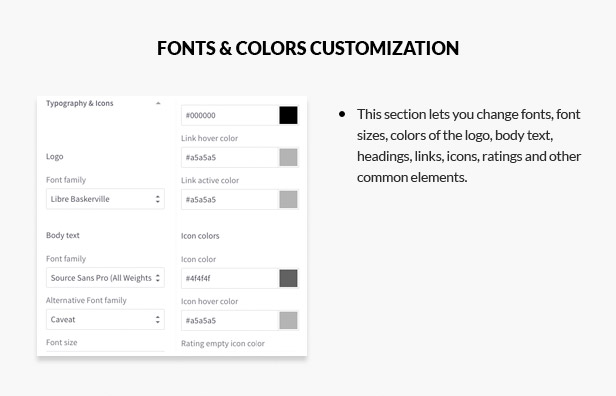 FONTS & COLORS CUSTOMIZATION
Typography & Icons
Logo
Font family
Libre Baskerville
Body text
Font family
Source Sans Pro (All Weights
Alternative Font family
Caveat
Font size
#000000
Link hover color
#a5a5a5
Link active color
#a5a5a5
Icon colors
Icon color
#4f4f4f
Icon hover color
#a5a5a5
Rating empty icon color
This section lets you change fonts, font
sizes, colors of the logo, body text,
headings, links, icons, ratings and other
common elements.